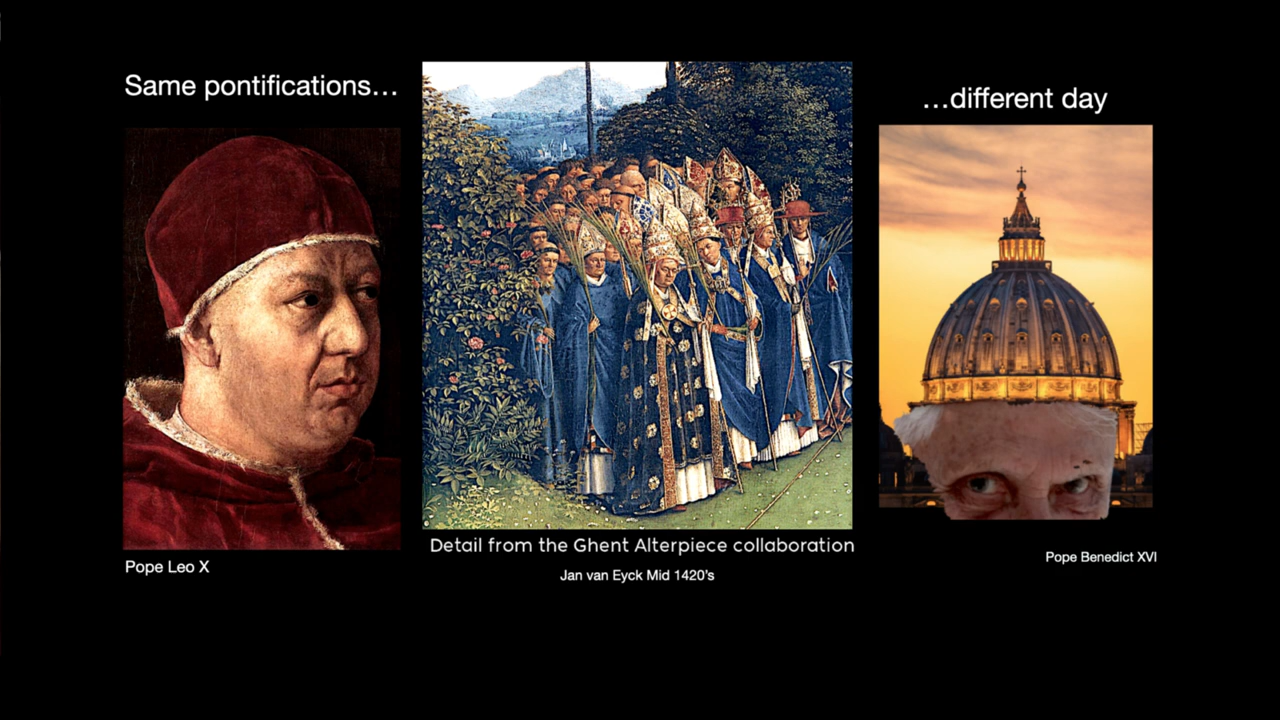 Same pontifications…
…different day
Pope Leo X
Detail from the Ghent Alterpiece collaboration
Jan van Eyck Mid 1420's
Pope Benedict XVI